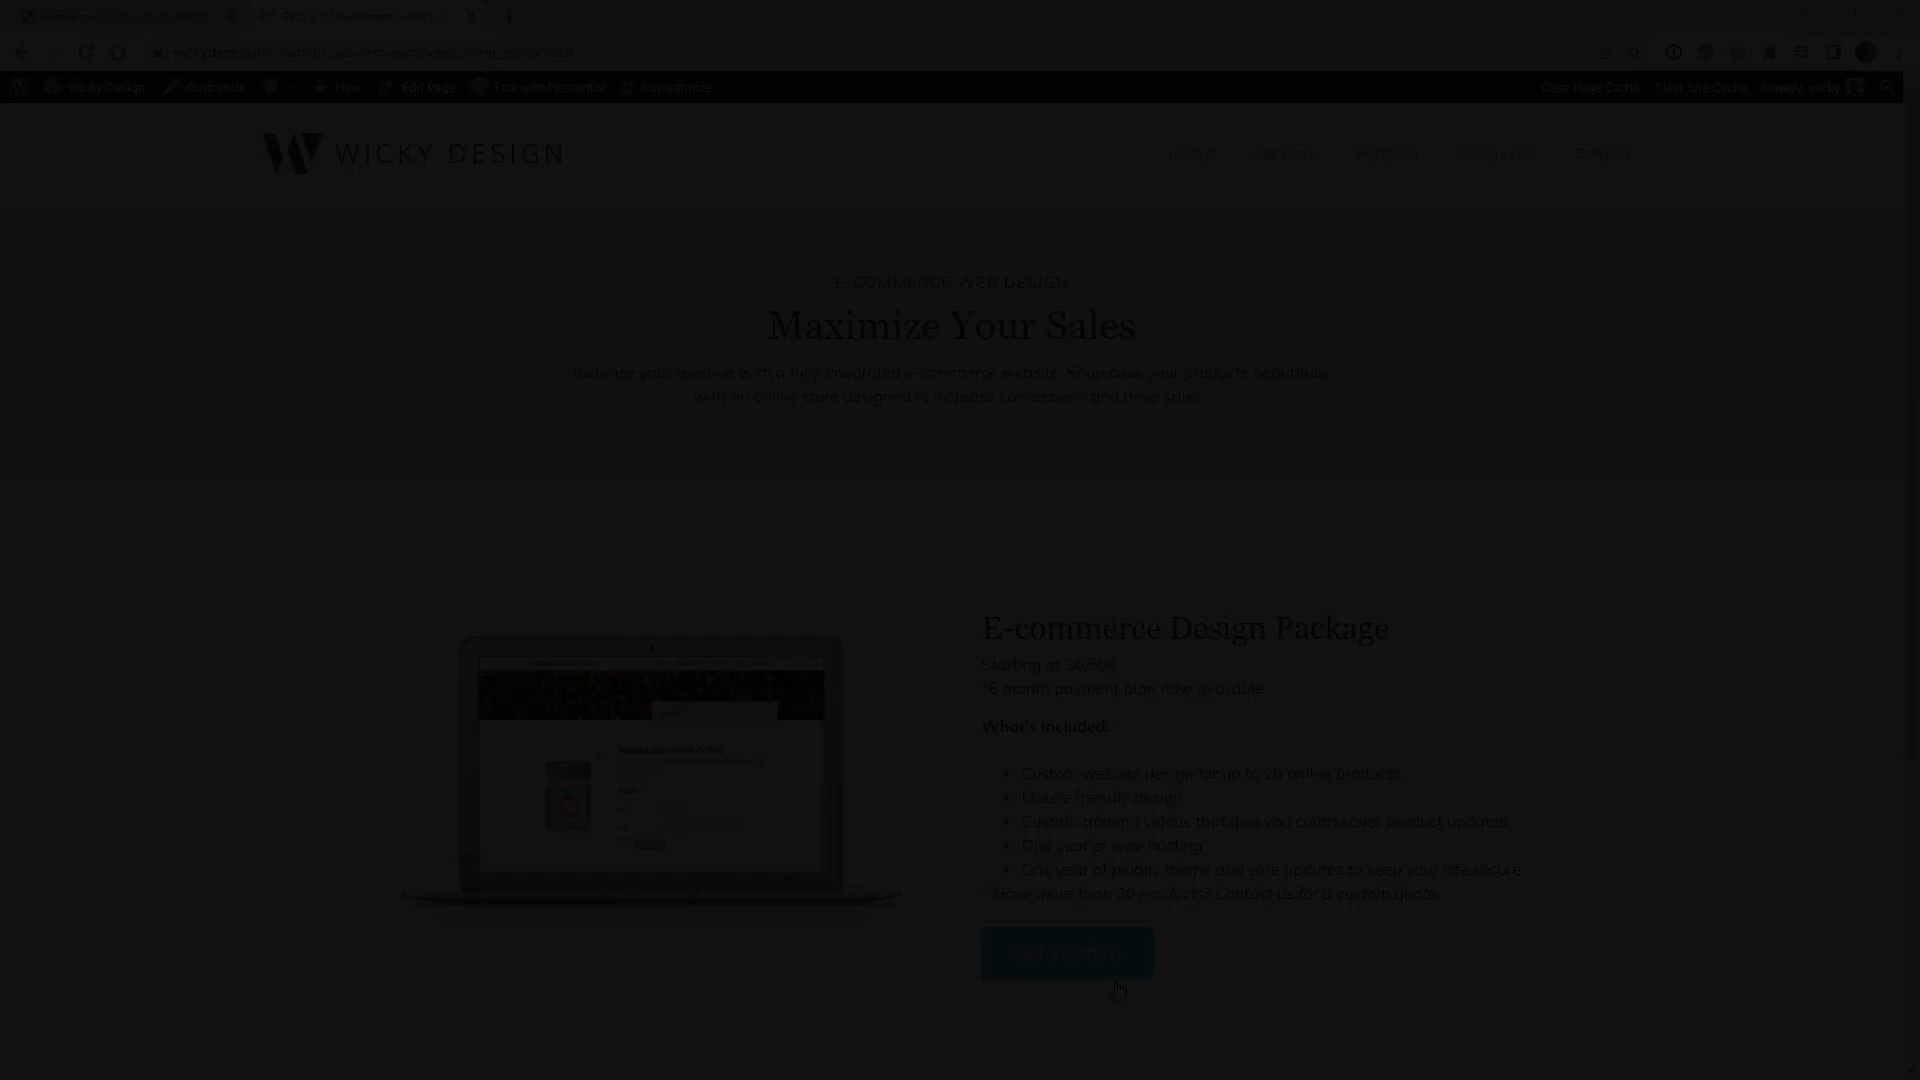 Wicky Design Customize New Edit Page Edit with Elementor Autoptimize Clear Page Cache Clear Site Cache Howdy, wicky
WICKY DESIGN
About Services Portfolio Resources Contact
E-COMMERCE WEB DESIGN
Maximize Your Sales
Increase your revenue with a fully integrated e-commerce website. Showcase your products beautifully
with an online store designed to increase conversions and drive sales.
E-commerce Design Package
Starting at $6,500
*6 month payment plan now available
What's Included:
• Custom website design for up to 20 online products
• Mobile friendly design
• Custom training videos that give you control over product updates
• One year of web hosting
• One year of plugin, theme and core updates to keep your site secure
Have more than 20 products? Contact us for a custom quote.
GET STARTED